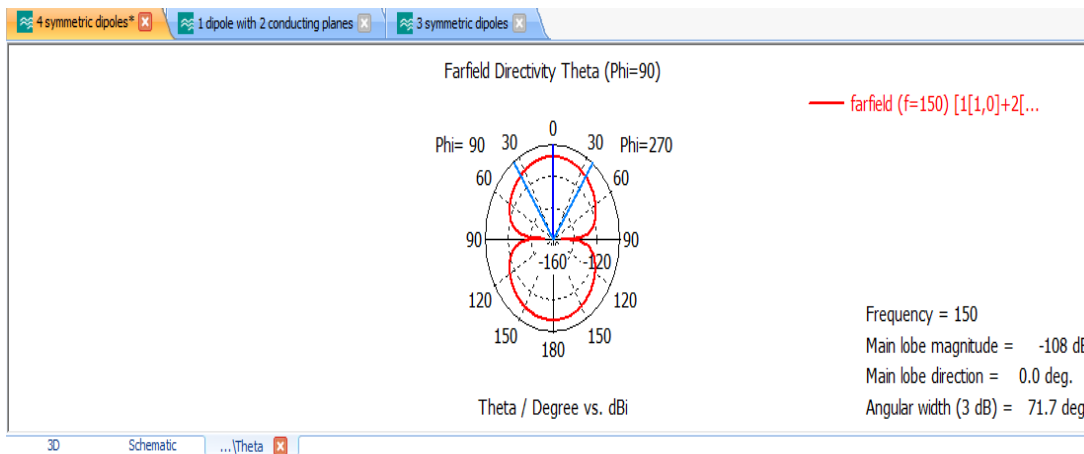 4 symmetric dipoles* 1 dipole with 2 conducting planes 3 symmetric dipoles
Farfield Directivity Theta (Phi=90)
farfield (f=150) [1[1,0]+2[...
0
Phi= 90 30 30 Phi=270
60 60
90 90
-160 -120
120 120
150 150
180
Frequency = 150
Main lobe magnitude = -108 dB
Main lobe direction = 0.0 deg.
Angular width (3 dB) = 71.7 deg
Theta / Degree vs. dBi
3D Schematic ...\Theta